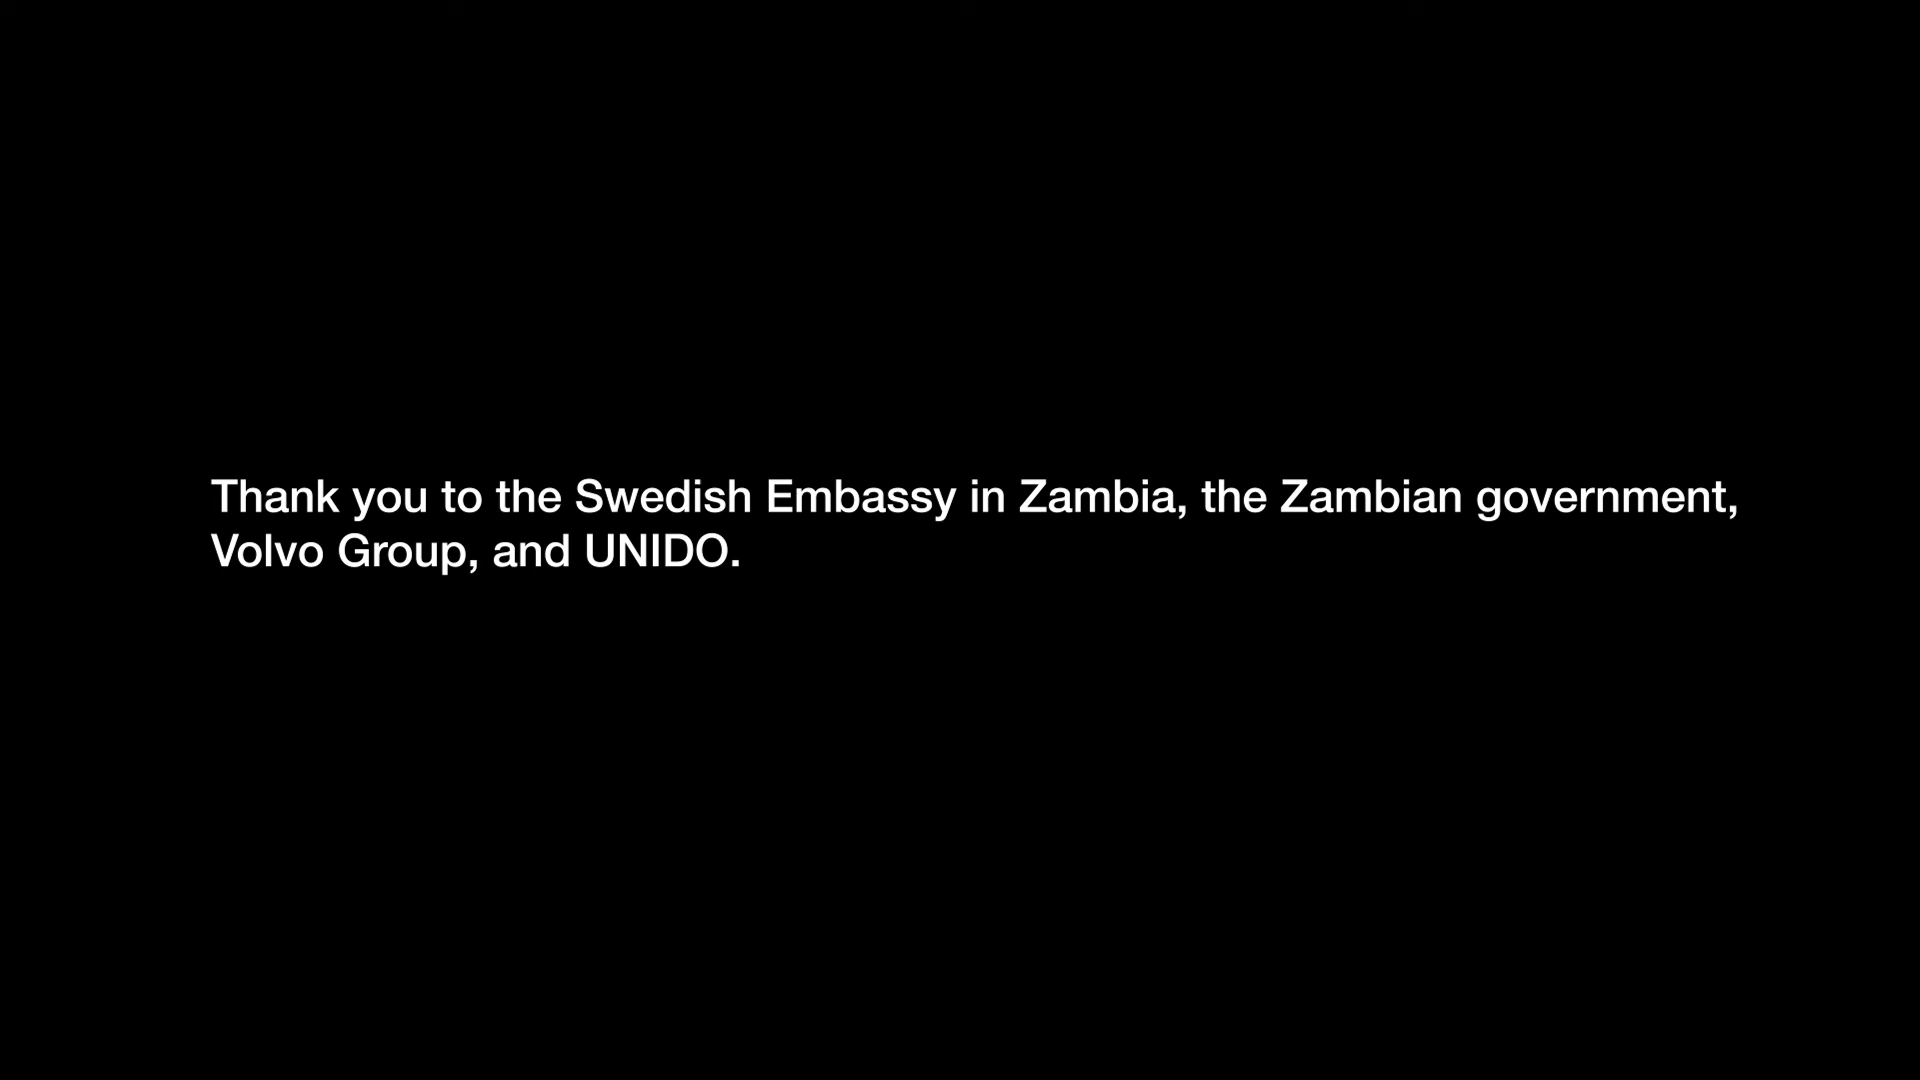 Thank you to the Swedish Embassy in Zambia, the Zambian government,
Volvo Group, and UNIDO.